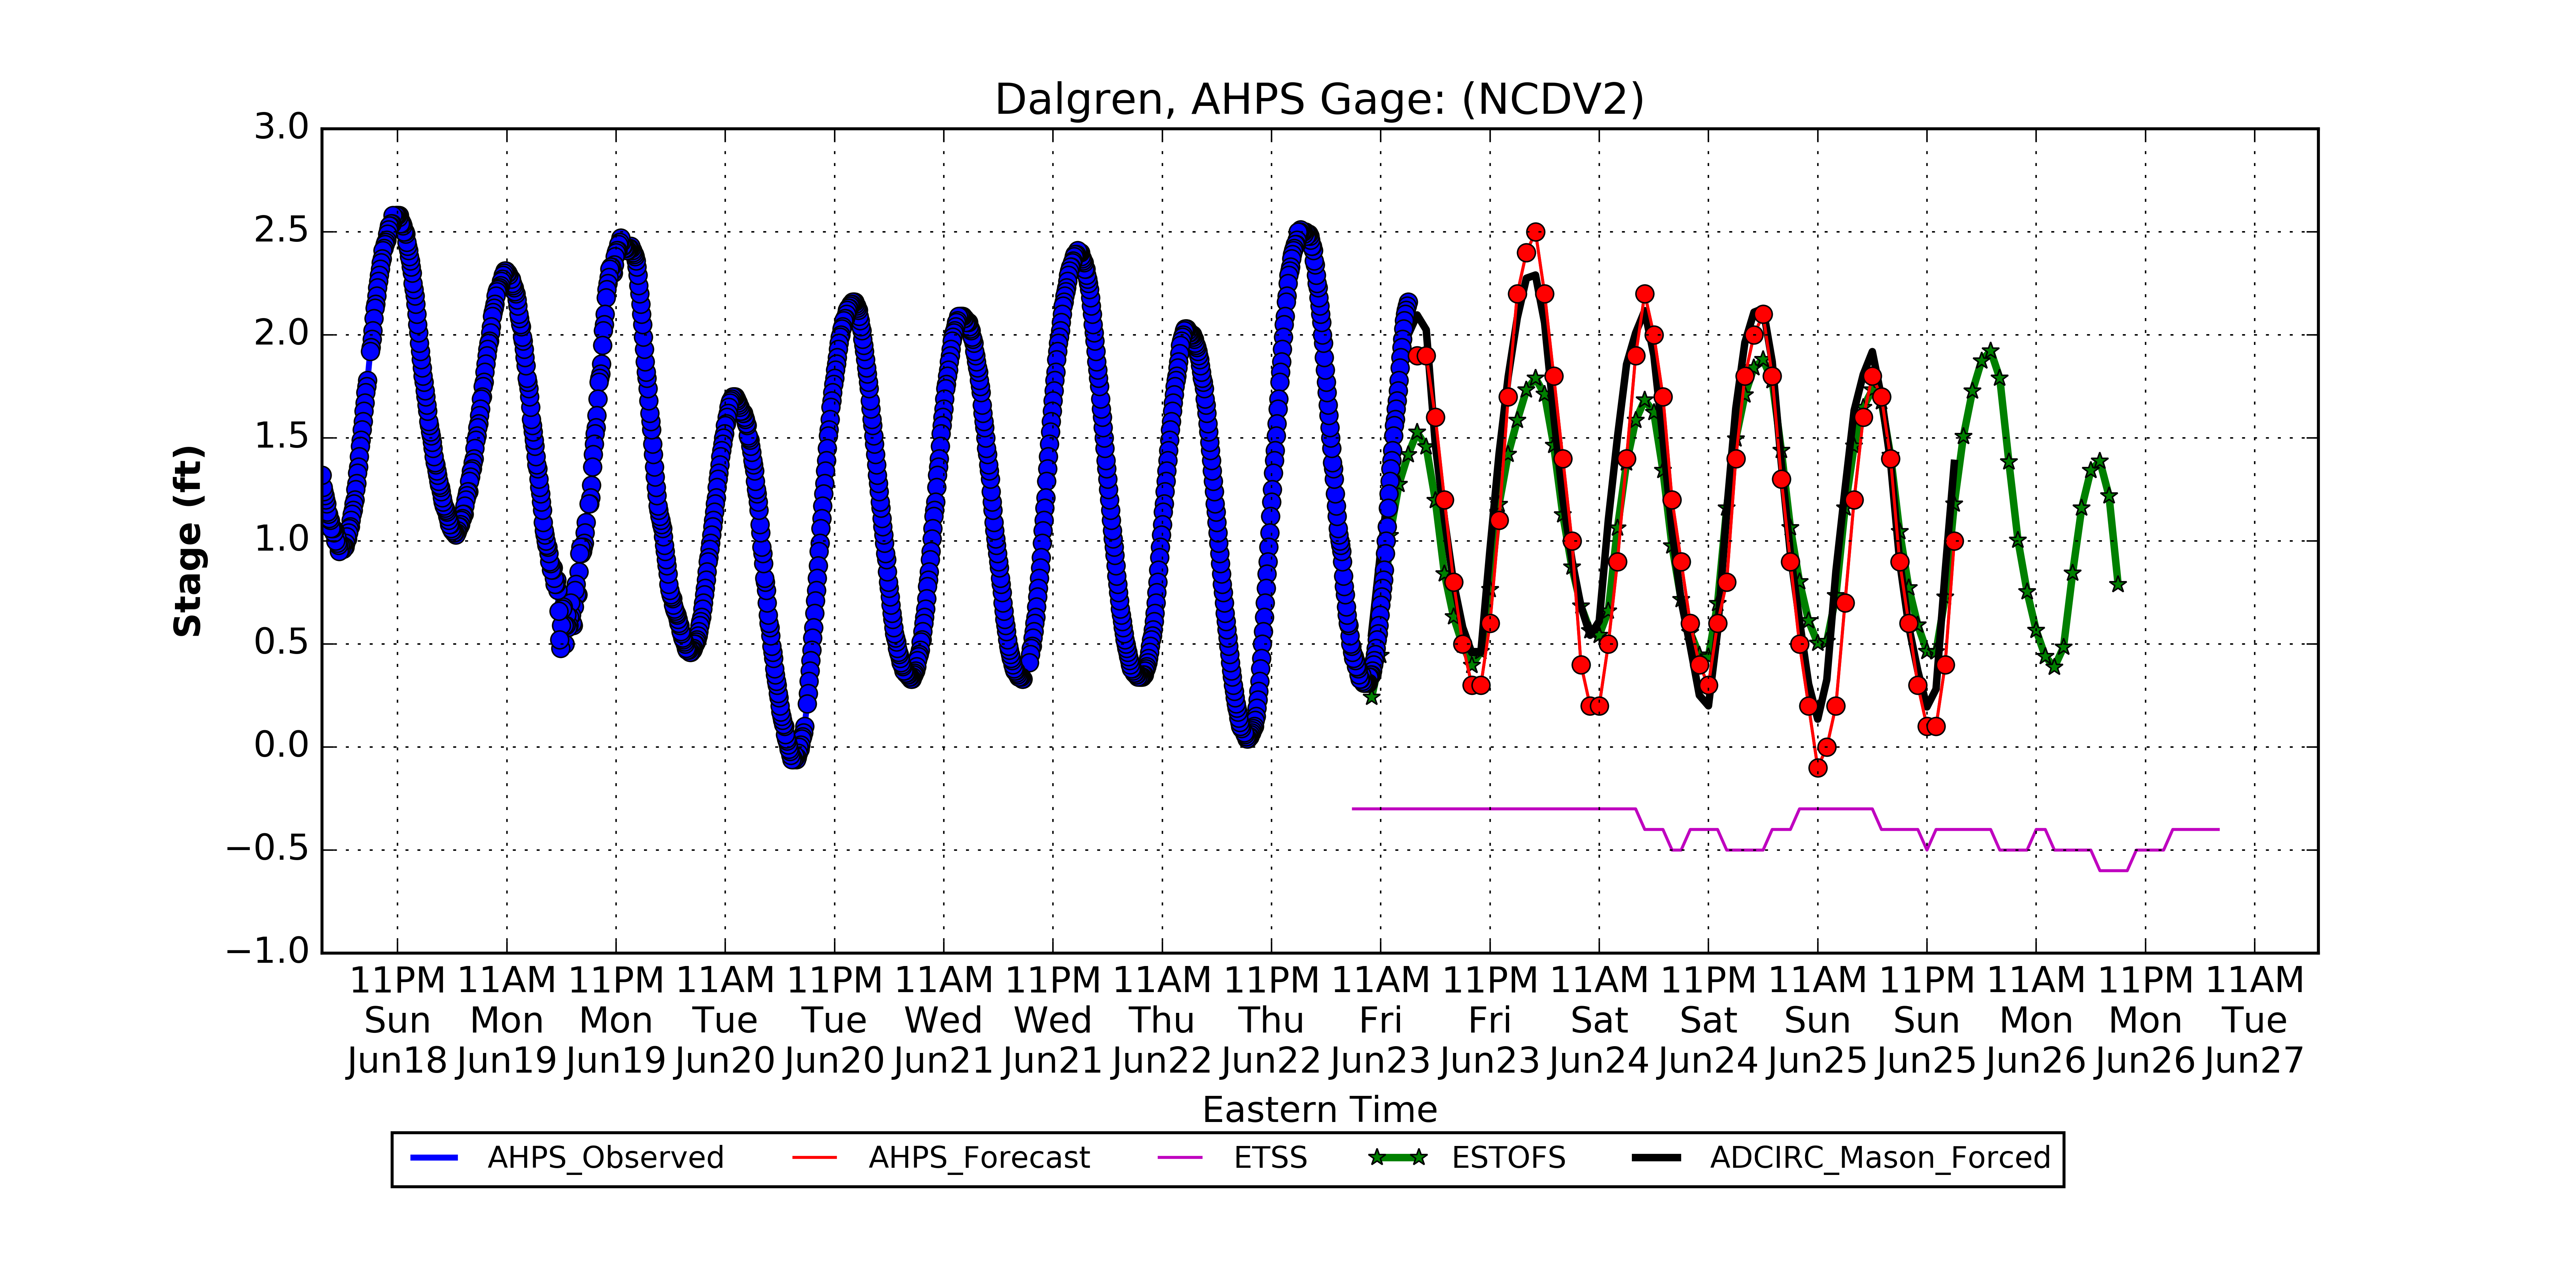 Dalgren, AHPS Gage: (NCDV2)
3.0
2.5
2.0
1.5
1.0
0.5
0.0
−0.5
−1.0
Stage (ft)
11PM 11AM 11PM 11AM 11PM 11AM 11PM 11AM 11PM 11AM 11PM 11AM 11PM 11AM 11PM 11AM 11PM 11AM
Sun Mon Mon Tue Tue Wed Wed Thu Thu Fri Fri Sat Sat Sun Sun Mon Mon Tue
Jun18 Jun19 Jun19 Jun20 Jun20 Jun21 Jun21 Jun22 Jun22 Jun23 Jun23 Jun24 Jun24 Jun25 Jun25 Jun26 Jun26 Jun27
Eastern Time
AHPS_Observed AHPS_Forecast ETSS ESTOFS ADCIRC_Mason_Forced